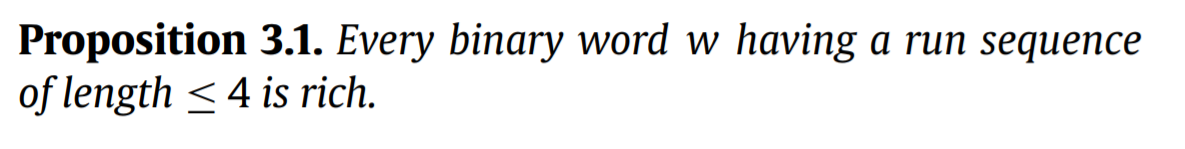 Proposition 3.1. Every binary word w having a run sequence
of length ≤ 4 is rich.